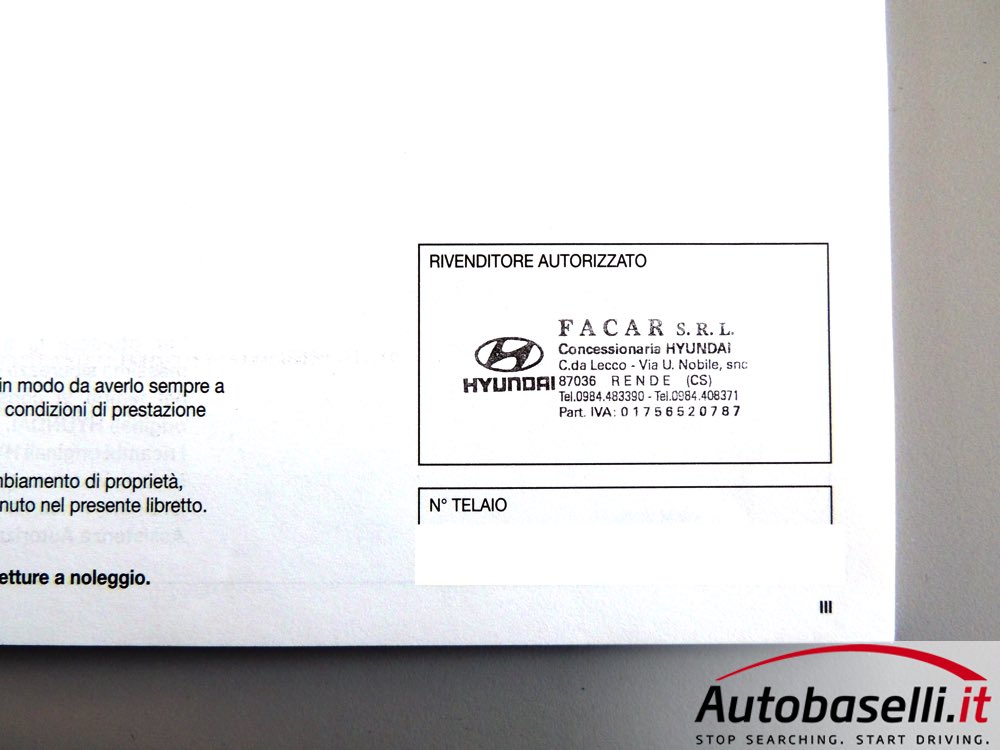 RIVENDITORE AUTORIZZATO
FACAR S.R.L.
Concessionaria HYUNDAI
C.da Lecco - Via U. Nobile, snc
HYUNDAI
87036 RENDE (CS)
Tel.0984.483390 - Tel.0984.408371
Part. IVA: 01756520787
in modo da averlo sempre a
condizioni di prestazione
mbiamento di proprietà,
nuto nel presente libretto.
etture a noleggio.
N° TELAIO
III
Autobaselli.it
STOP SEARCHING. START DRIVING.